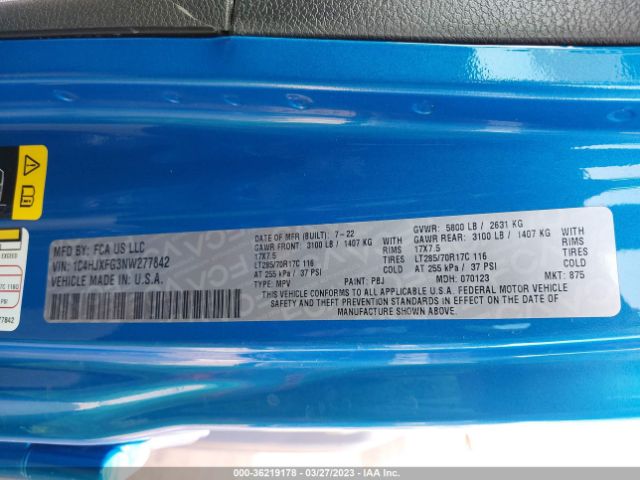 MFD BY: FCA US LLC
VIN: 1C4HJXFG3NW277842
VEHICLE MADE IN U.S.A.
DATE OF MFR (BUILT): 7-22
GAWR FRONT: 3100 LB / 1407 KG WITH
17X7.5 RIMS
LT285/70R17C 116 TIRES
AT 255 kPa / 37 PSI COLD
TYPE: MPV PAINT: PBJ
GVWR: 5800 LB / 2631 KG
GAWR REAR: 3100 LB / 1407 KG WITH
17X7.5 RIMS
LT285/70R17C 116 TIRES
AT 255 kPa / 37 PSI COLD
MDH: 070123 MKT: 875
THIS VEHICLE CONFORMS TO ALL APPLICABLE U.S.A. FEDERAL MOTOR VEHICLE
SAFETY AND THEFT PREVENTION STANDARDS IN EFFECT ON THE DATE OF
MANUFACTURE SHOWN ABOVE.
PSI
77842
000-36219178 - 03/27/2023 - IAA Inc.